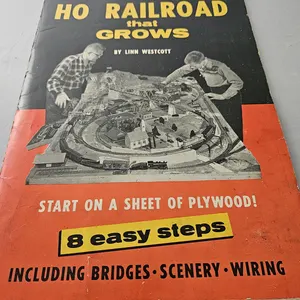 HO RAILROAD
that
GROWS
BY LINN WESTCOTT
START ON A SHEET OF PLYWOOD!
8 easy steps
INCLUDING BRIDGES · SCENERY · WIRING